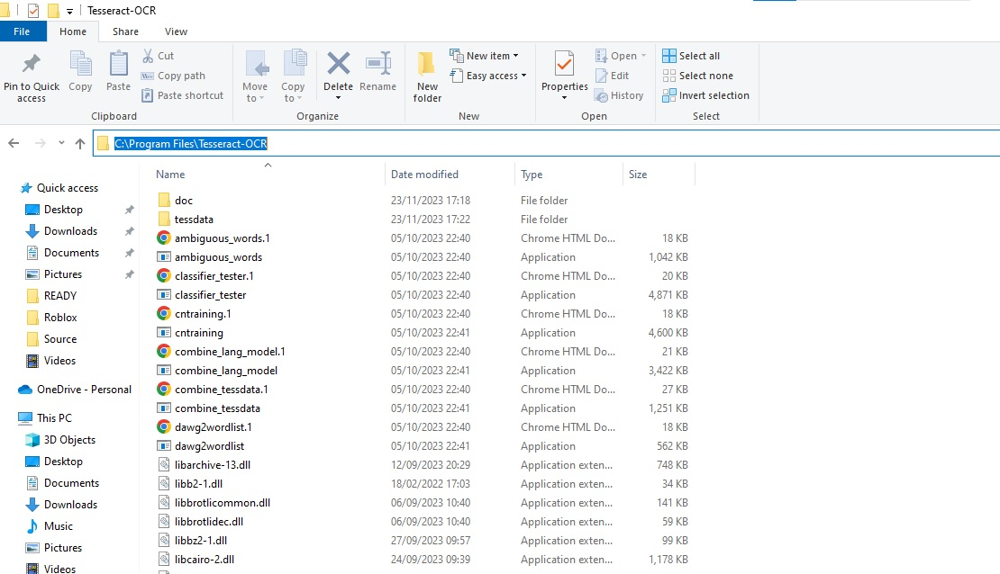 Tesseract-OCR
File Home Share View
Pin to Quick access
Copy
Paste
Cut
Copy path
Paste shortcut
Clipboard
Move to
Copy to
Delete
Rename
Organize
New folder
New item
Easy access
New
Properties
Open
Edit
History
Open
Select all
Select none
Invert selection
Select
C:\Program Files\Tesseract-OCR
Quick access
Desktop
Downloads
Documents
Pictures
READY
Roblox
Source
Videos
OneDrive - Personal
This PC
3D Objects
Desktop
Documents
Downloads
Music
Pictures
Videos
Name Date modified Type Size
doc 23/11/2023 17:18 File folder
tessdata 23/11/2023 17:22 File folder
ambiguous_words.1 05/10/2023 22:40 Chrome HTML Do... 18 KB
ambiguous_words 05/10/2023 22:40 Application 1,042 KB
classifier_tester.1 05/10/2023 22:40 Chrome HTML Do... 20 KB
classifier_tester 05/10/2023 22:40 Application 4,871 KB
cntraining.1 05/10/2023 22:40 Chrome HTML Do... 18 KB
cntraining 05/10/2023 22:41 Application 4,600 KB
combine_lang_model.1 05/10/2023 22:40 Chrome HTML Do... 21 KB
combine_lang_model 05/10/2023 22:41 Application 3,422 KB
combine_tessdata.1 05/10/2023 22:40 Chrome HTML Do... 27 KB
combine_tessdata 05/10/2023 22:41 Application 1,251 KB
dawg2wordlist.1 05/10/2023 22:40 Chrome HTML Do... 18 KB
dawg2wordlist 05/10/2023 22:41 Application 562 KB
libarchive-13.dll 12/09/2023 20:29 Application exten... 748 KB
libb2-1.dll 18/02/2022 17:03 Application exten... 34 KB
libbrotlicommon.dll 06/09/2023 10:40 Application exten... 141 KB
libbrotlidec.dll 06/09/2023 10:40 Application exten... 59 KB
libbz2-1.dll 27/09/2023 09:57 Application exten... 99 KB
libcairo-2.dll 24/09/2023 09:39 Application exten... 1,178 KB